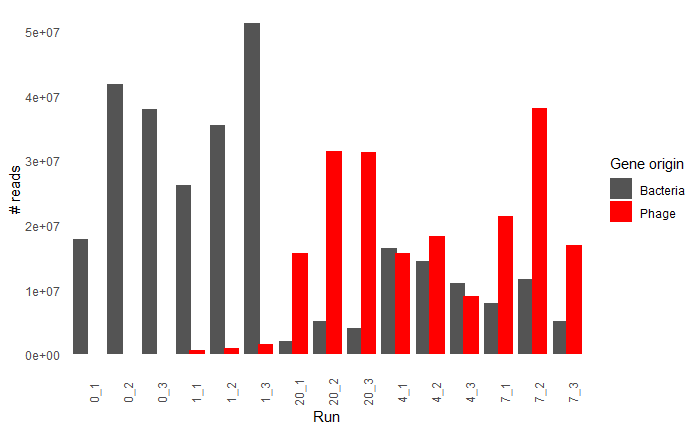 5e+07
4e+07
3e+07
2e+07
1e+07
0e+00
# reads
0_1
0_2
0_3
1_1
1_2
1_3
20_1
20_2
20_3
4_1
4_2
4_3
7_1
7_2
7_3
Run
Gene origin
Bacteria
Phage